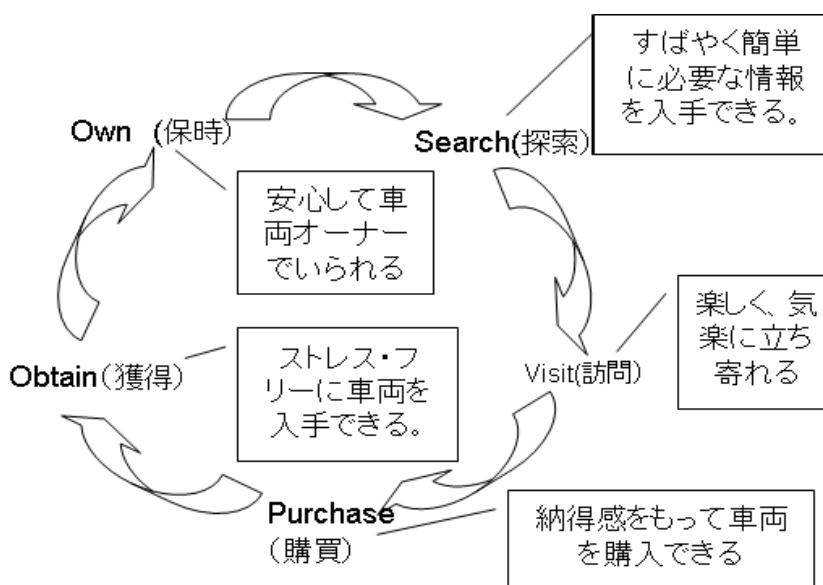 すばやく簡単
に必要な情報
を入手できる。
Own (保時)
Search(探索)
安心して車
両オーナー
でいられる
楽しく、気
楽に立ち
寄れる
Visit(訪問)
Obtain(獲得)
ストレス・フ
リーに車両を
入手できる。
Purchase
(購買)
納得感をもって車両
を購入できる